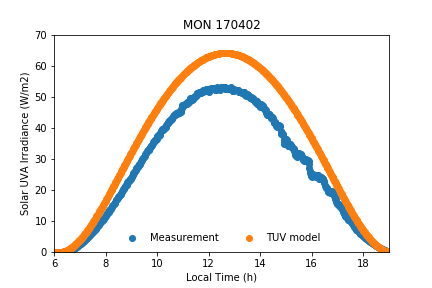 MON 170402
Solar UVA Irradiance (W/m2)
70
60
50
40
30
20
10
0
Measurement TUV model
6 8 10 12 14 16 18
Local Time (h)